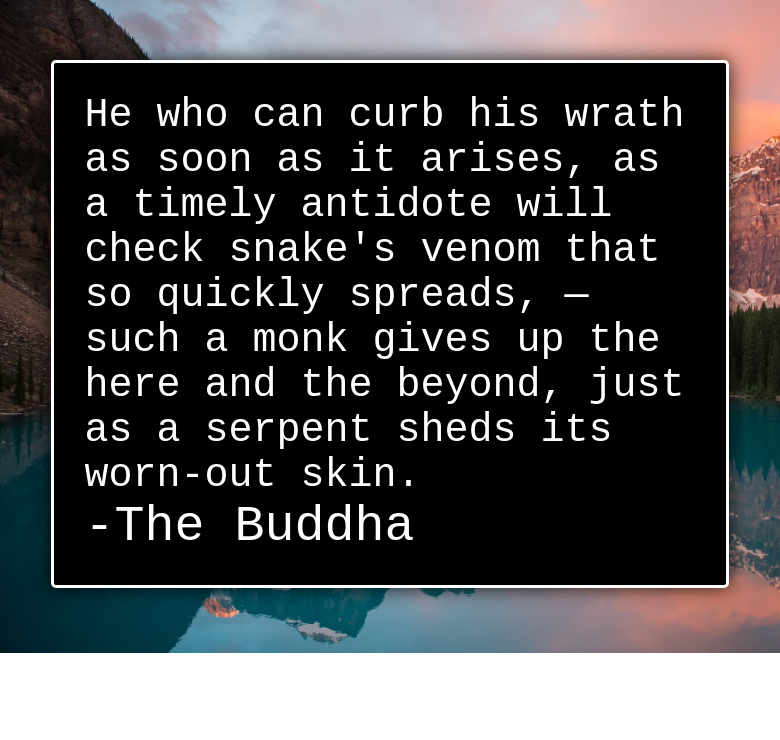 He who can curb his wrath
as soon as it arises, as
a timely antidote will
check snake's venom that
so quickly spreads, —
such a monk gives up the
here and the beyond, just
as a serpent sheds its
worn-out skin.
-The Buddha